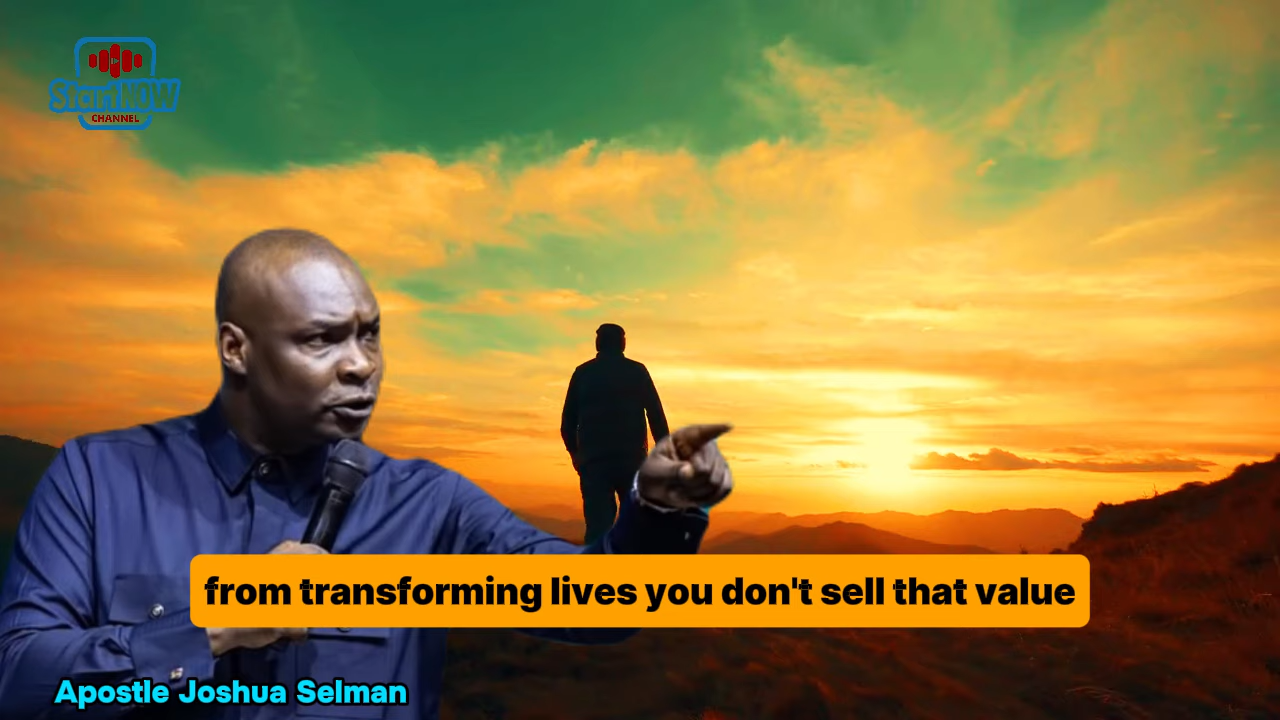 StartNOW
CHANNEL
from transforming lives you don't sell that value
Apostle Joshua Selman